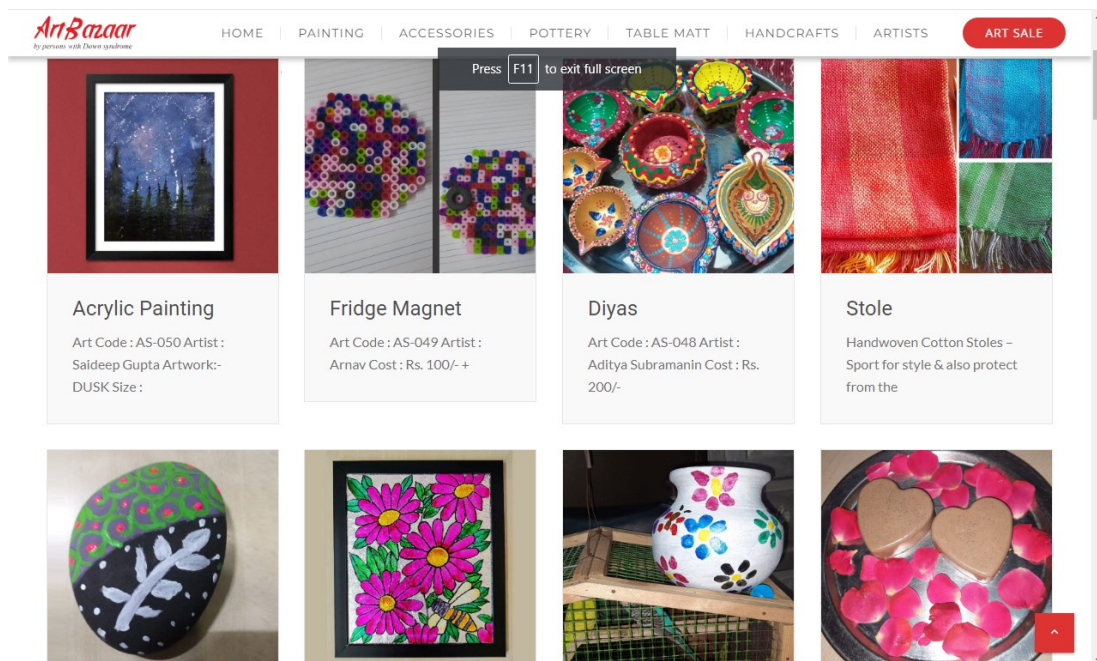 ArtBazaar
by persons with Down syndrome
HOME
PAINTING
ACCESSORIES
POTTERY
TABLE MATT
HANDCRAFTS
ARTISTS
ART SALE
Press F11 to exit full screen
Acrylic Painting
Art Code : AS-050 Artist :
Saideep Gupta Artwork:-
DUSK Size :
Fridge Magnet
Art Code : AS-049 Artist :
Arnav Cost : Rs. 100/- +
Diyas
Art Code : AS-048 Artist :
Aditya Subramanin Cost : Rs.
200/-
Stole
Handwoven Cotton Stoles –
Sport for style & also protect
from the